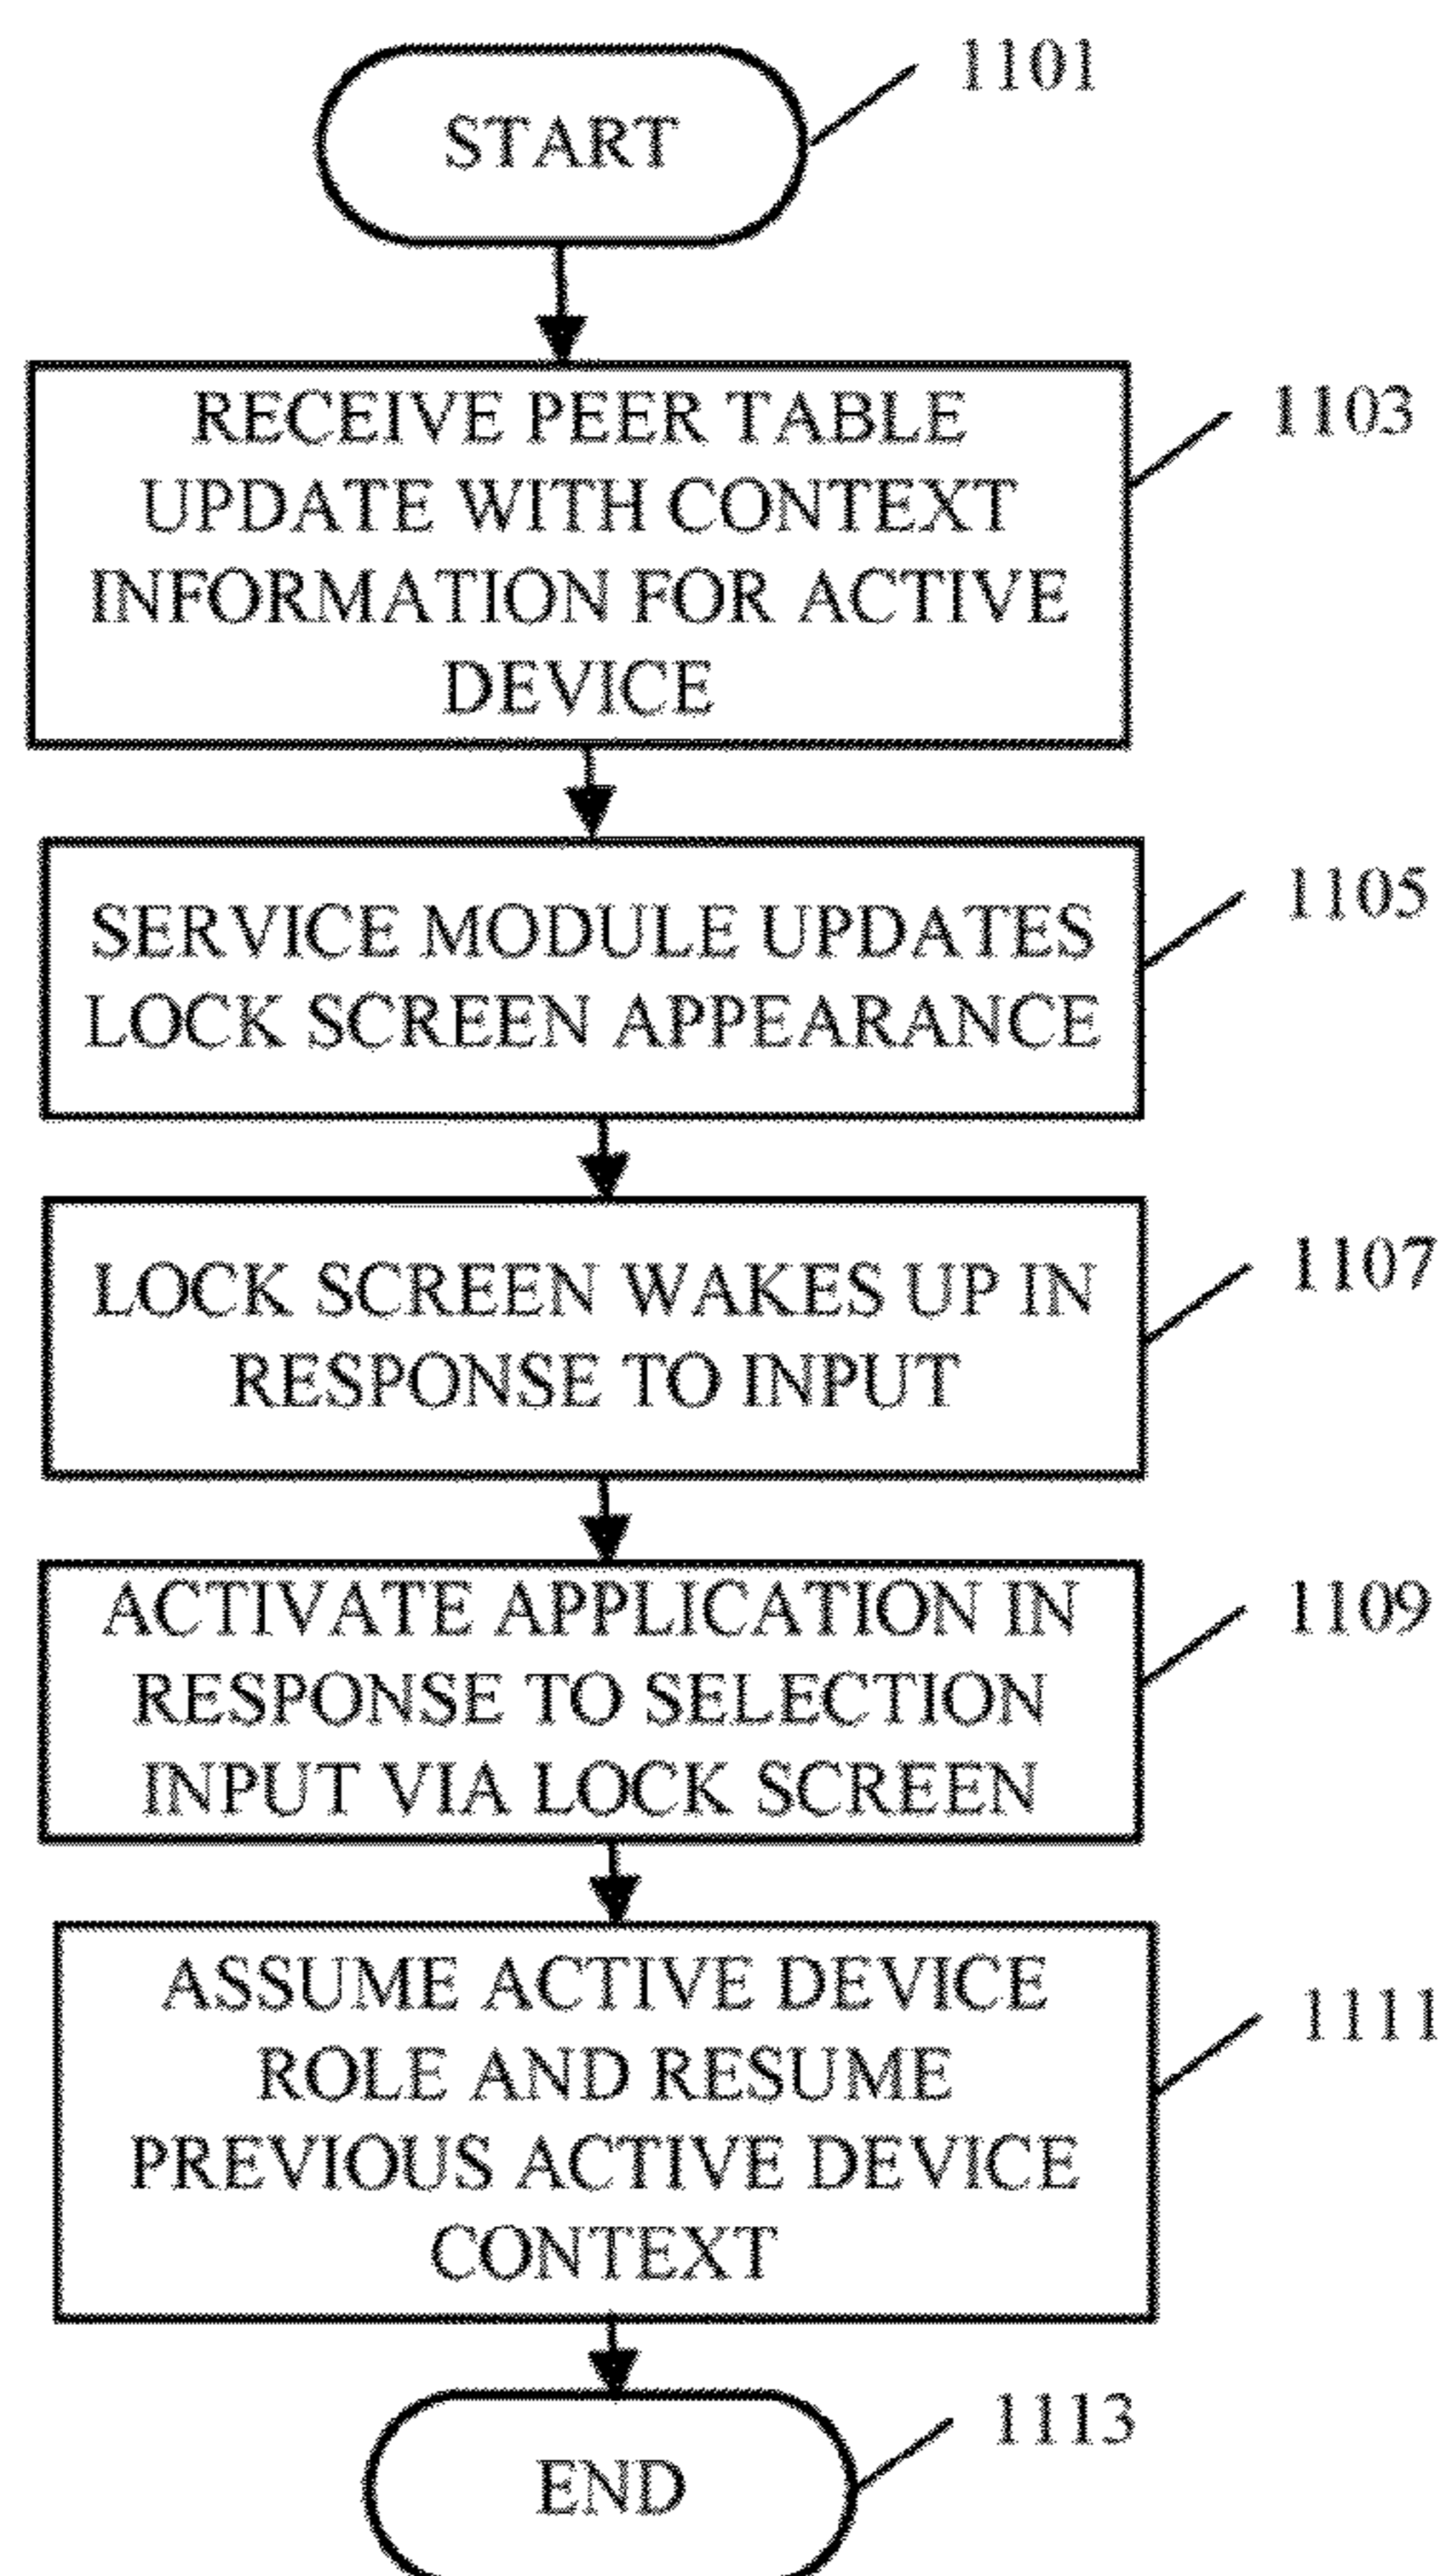 START
1101
RECEIVE PEER TABLE
UPDATE WITH CONTEXT
INFORMATION FOR ACTIVE
DEVICE
1103
SERVICE MODULE UPDATES
LOCK SCREEN APPEARANCE
1105
LOCK SCREEN WAKES UP IN
RESPONSE TO INPUT
1107
ACTIVATE APPLICATION IN
RESPONSE TO SELECTION
INPUT VIA LOCK SCREEN
1109
ASSUME ACTIVE DEVICE
ROLE AND RESUME
PREVIOUS ACTIVE DEVICE
CONTEXT
1111
END
1113